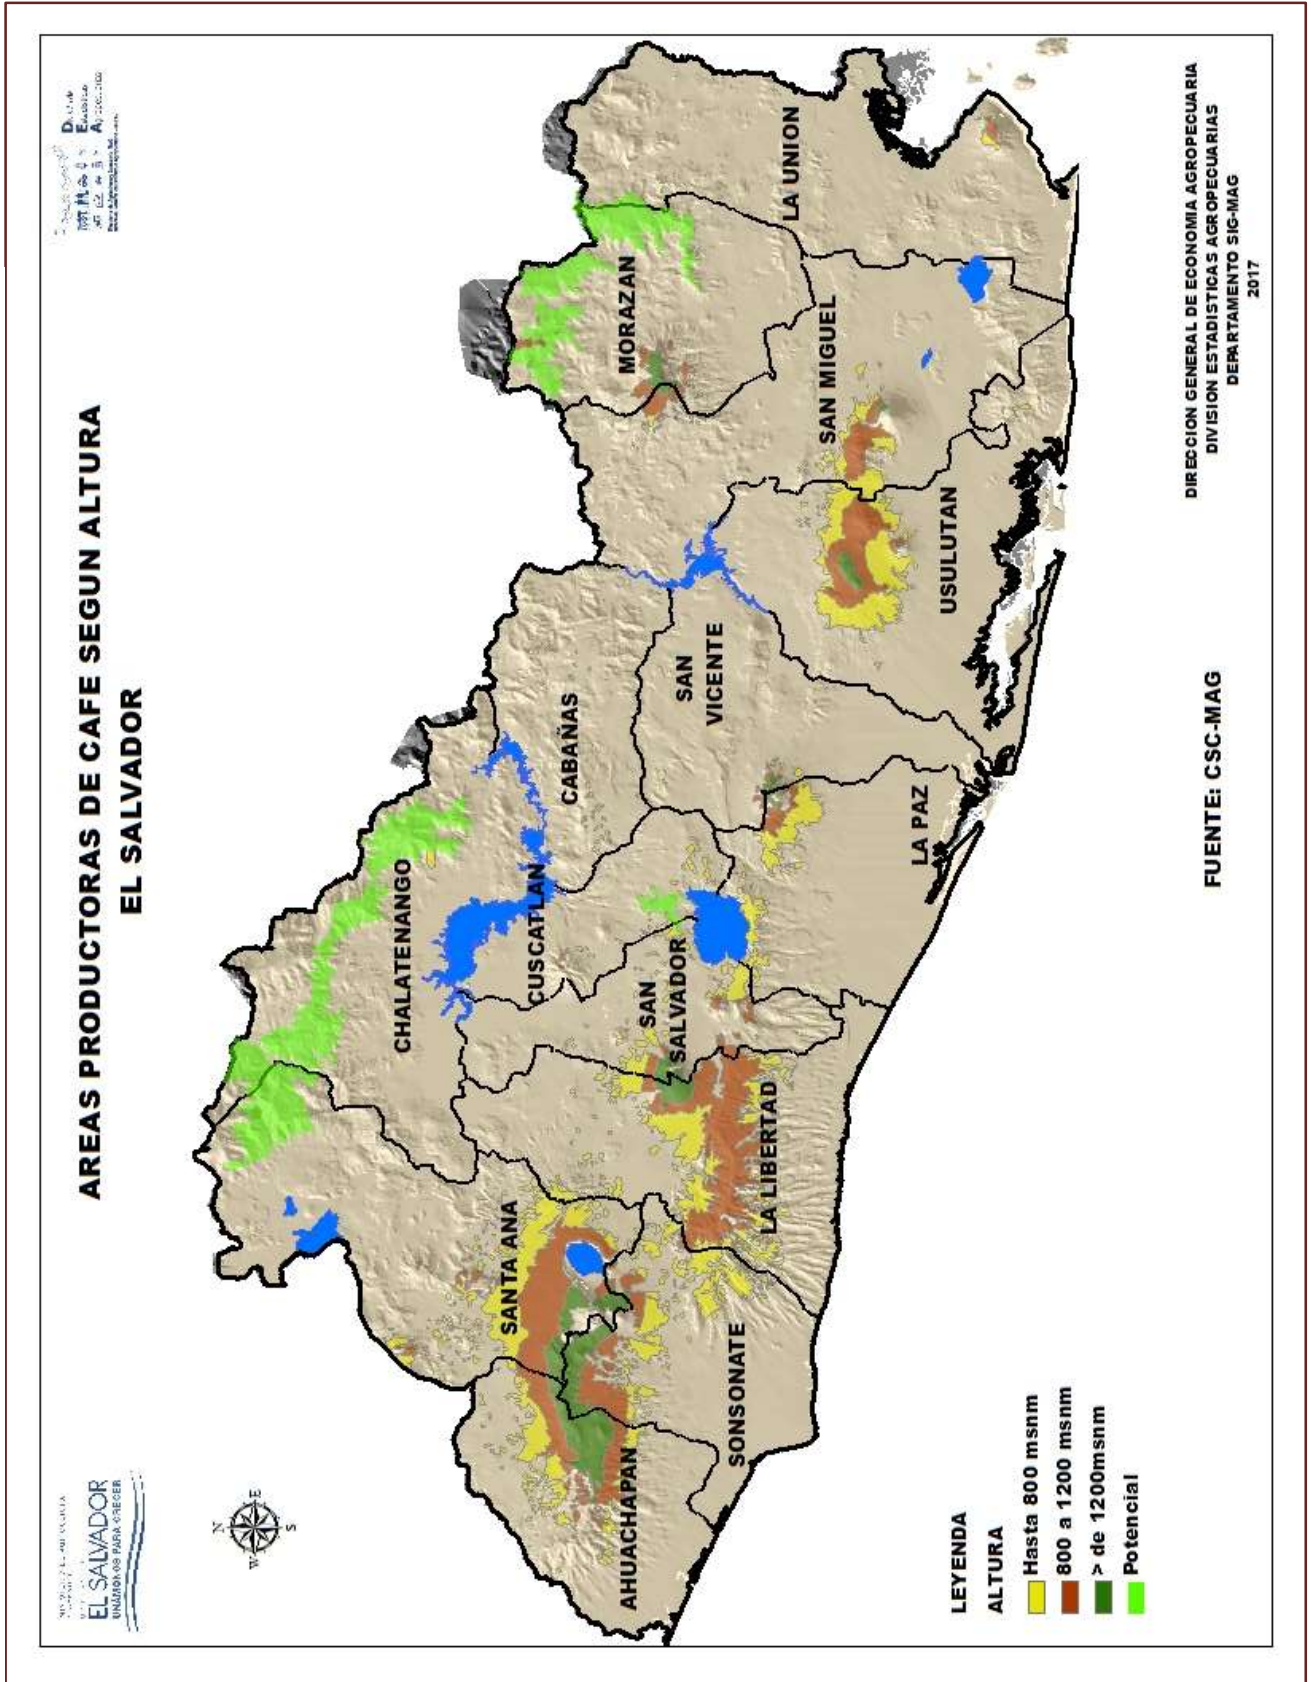 EL SALVADOR
UNÁMONOS PARA CRECER
AREAS PRODUCTORAS DE CAFE SEGUN ALTURA
EL SALVADOR
N
W
E
S
CHALATENANGO
SANTA ANA
CABAÑAS
CUSCATLAN
MORAZAN
AHUACHAPAN
SAN
SALVADOR
SAN
VICENTE
LA UNION
SONSONATE
LA LIBERTAD
SAN MIGUEL
LA PAZ
USULUTAN
LEYENDA
ALTURA
Hasta 800 msnm
800 a 1200 msnm
> de 1200msnm
Potencial
FUENTE: CSC-MAG
DIRECCION GENERAL DE ECONOMIA AGROPECUARIA
DIVISION ESTADISTICAS AGROPECUARIAS
DEPARTAMENTO SIG-MAG
2017